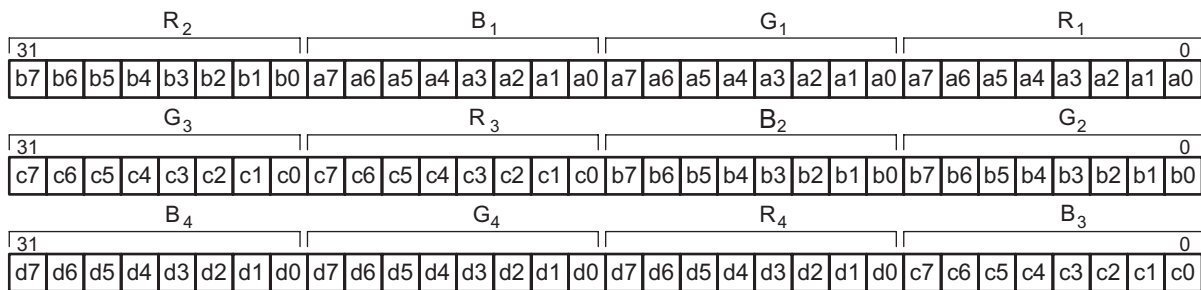 R2 B1 G1 R1
31 0
b7 b6 b5 b4 b3 b2 b1 b0 a7 a6 a5 a4 a3 a2 a1 a0 a7 a6 a5 a4 a3 a2 a1 a0 a7 a6 a5 a4 a3 a2 a1 a0
G3 R3 B2 G2
31 0
c7 c6 c5 c4 c3 c2 c1 c0 c7 c6 c5 c4 c3 c2 c1 c0 b7 b6 b5 b4 b3 b2 b1 b0 b7 b6 b5 b4 b3 b2 b1 b0
B4 G4 R4 B3
31 0
d7 d6 d5 d4 d3 d2 d1 d0 d7 d6 d5 d4 d3 d2 d1 d0 d7 d6 d5 d4 d3 d2 d1 d0 c7 c6 c5 c4 c3 c2 c1 c0